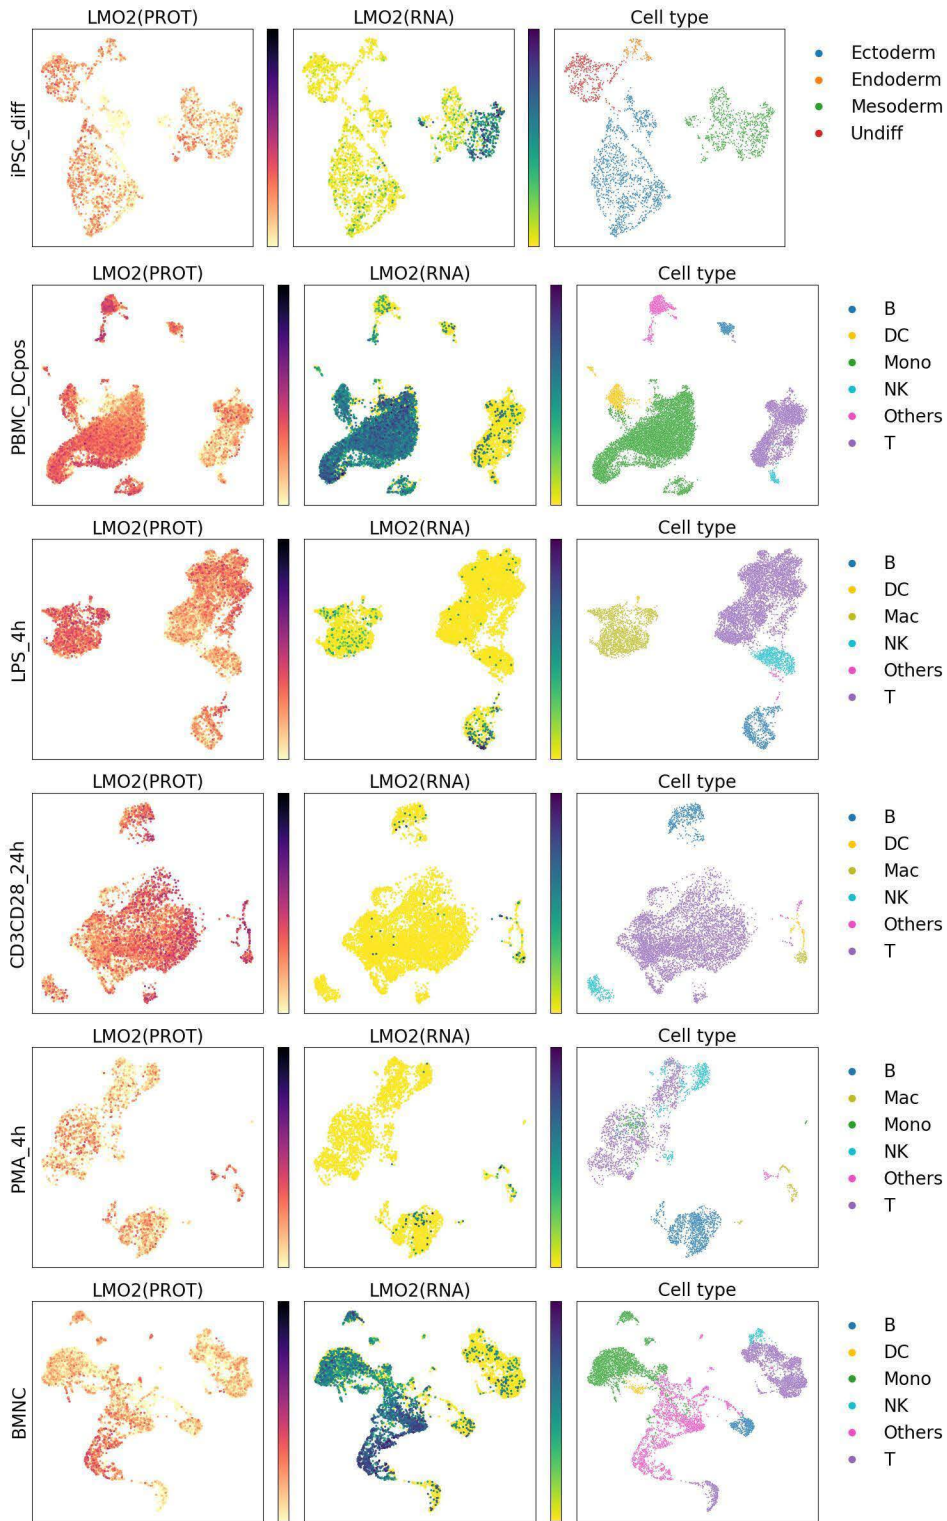 LMO2(PROT) LMO2(RNA) Cell type
iPSC_diff
Ectoderm
Endoderm
Mesoderm
Undiff
LMO2(PROT) LMO2(RNA) Cell type
PBMC_DCpos
B
DC
Mono
NK
Others
T
LMO2(PROT) LMO2(RNA) Cell type
LPS_4h
B
DC
Mac
NK
Others
T
LMO2(PROT) LMO2(RNA) Cell type
CD3CD28_24h
B
DC
Mac
NK
Others
T
LMO2(PROT) LMO2(RNA) Cell type
PMA_4h
B
Mac
Mono
NK
Others
T
LMO2(PROT) LMO2(RNA) Cell type
BMNC
B
DC
Mono
NK
Others
T